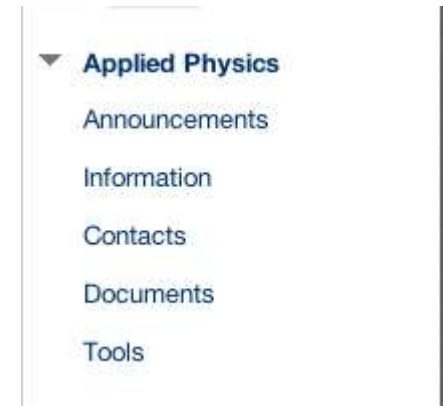 Applied Physics
Announcements
Information
Contacts
Documents
Tools